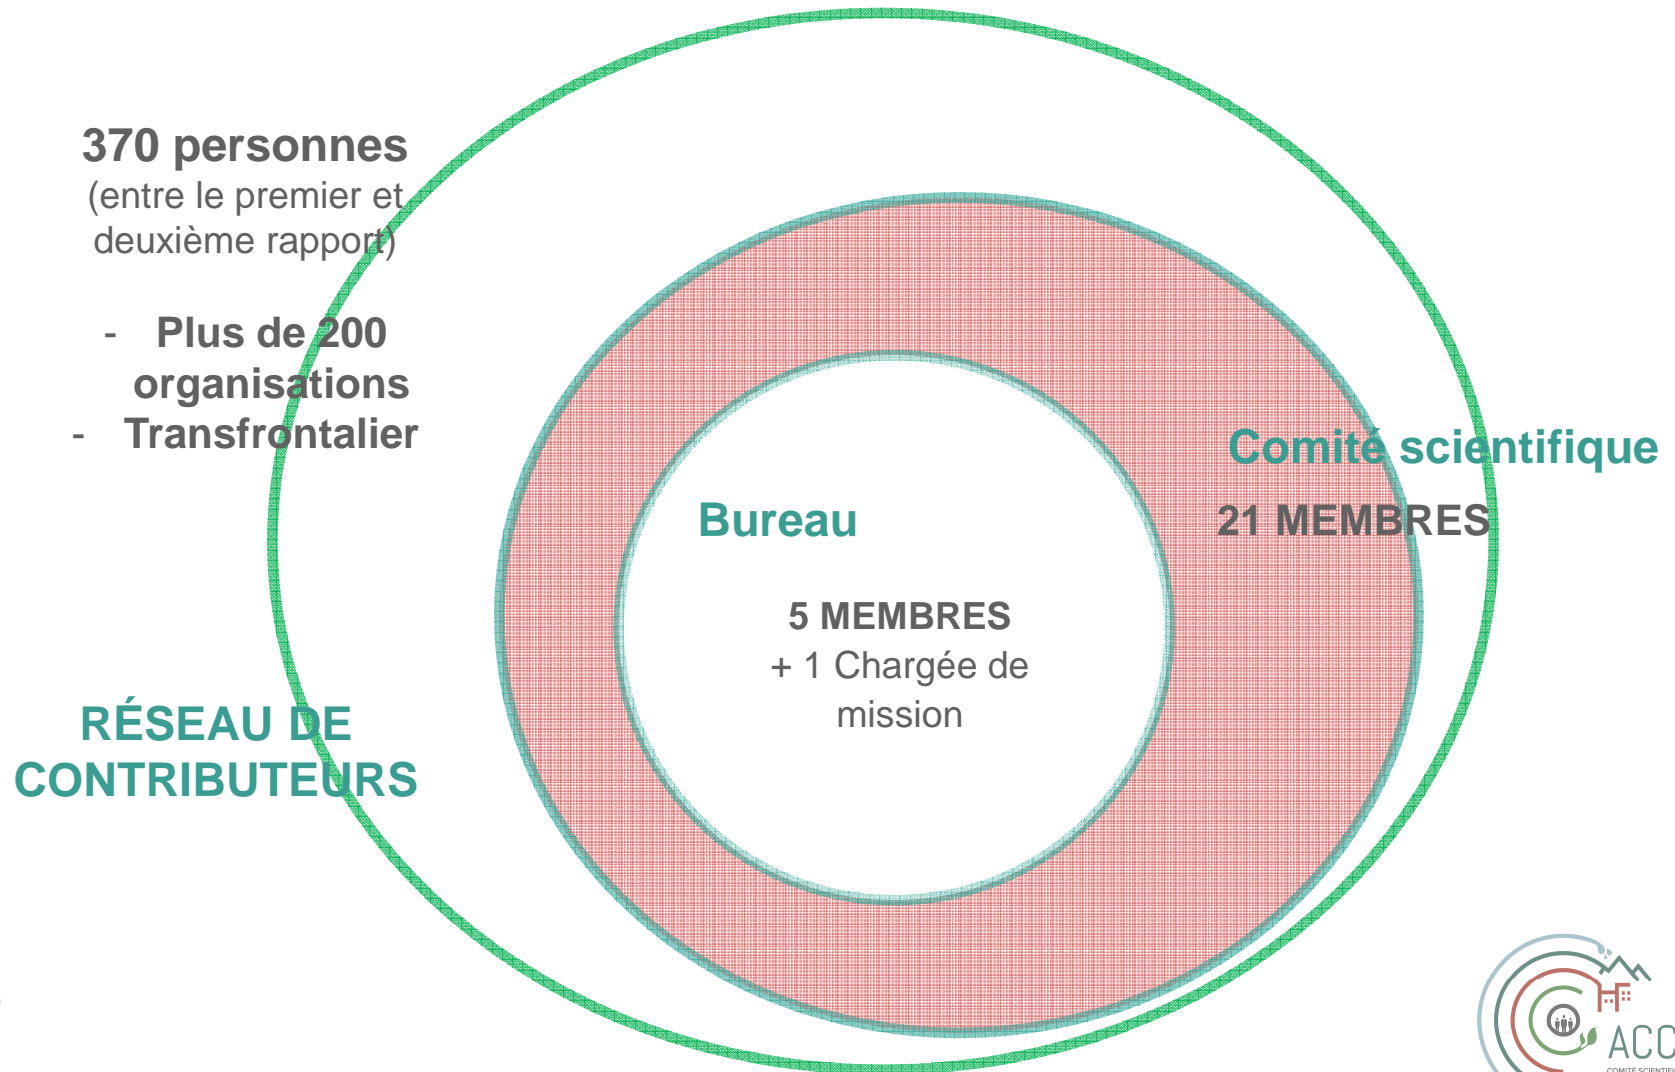 370 personnes
(entre le premier et
deuxième rapport)
- Plus de 200
organisations
- Transfrontalier
Comité scientifique
21 MEMBRES
Bureau
5 MEMBRES
+ 1 Chargée de
mission
RÉSEAU DE
CONTRIBUTEURS
ACC